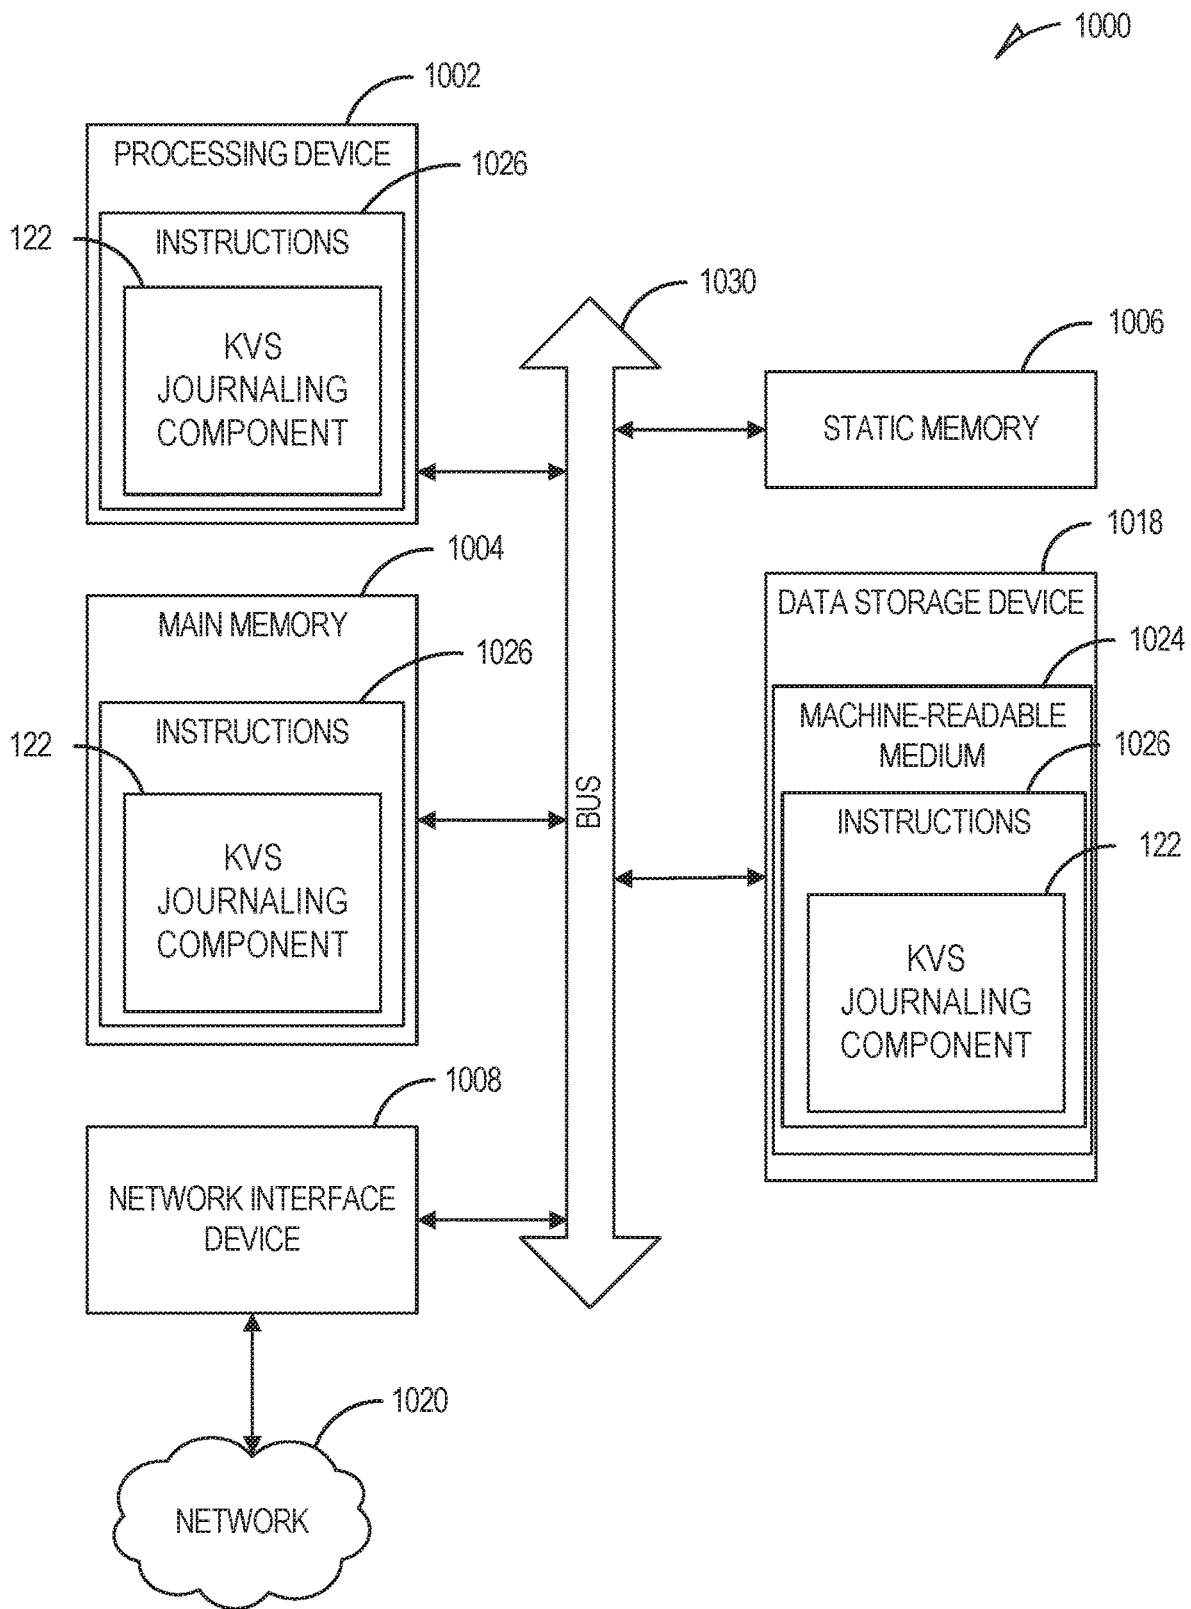 1000
1002
PROCESSING DEVICE
1026
122
INSTRUCTIONS
KVS
JOURNALING
COMPONENT
1030
1006
STATIC MEMORY
1004
MAIN MEMORY
1026
122
INSTRUCTIONS
KVS
JOURNALING
COMPONENT
BUS
1018
DATA STORAGE DEVICE
1024
MACHINE-READABLE
MEDIUM
1026
INSTRUCTIONS
122
KVS
JOURNALING
COMPONENT
1008
NETWORK INTERFACE
DEVICE
1020
NETWORK